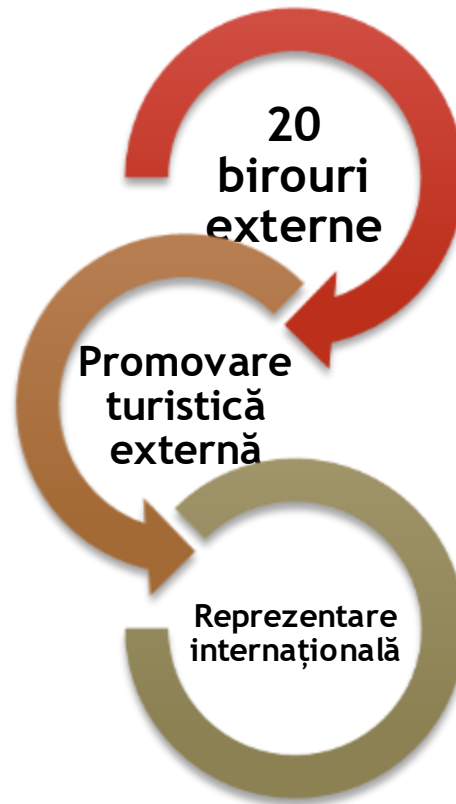 20
birouri
externe
Promovare
turistică
externă
Reprezentare
internațională